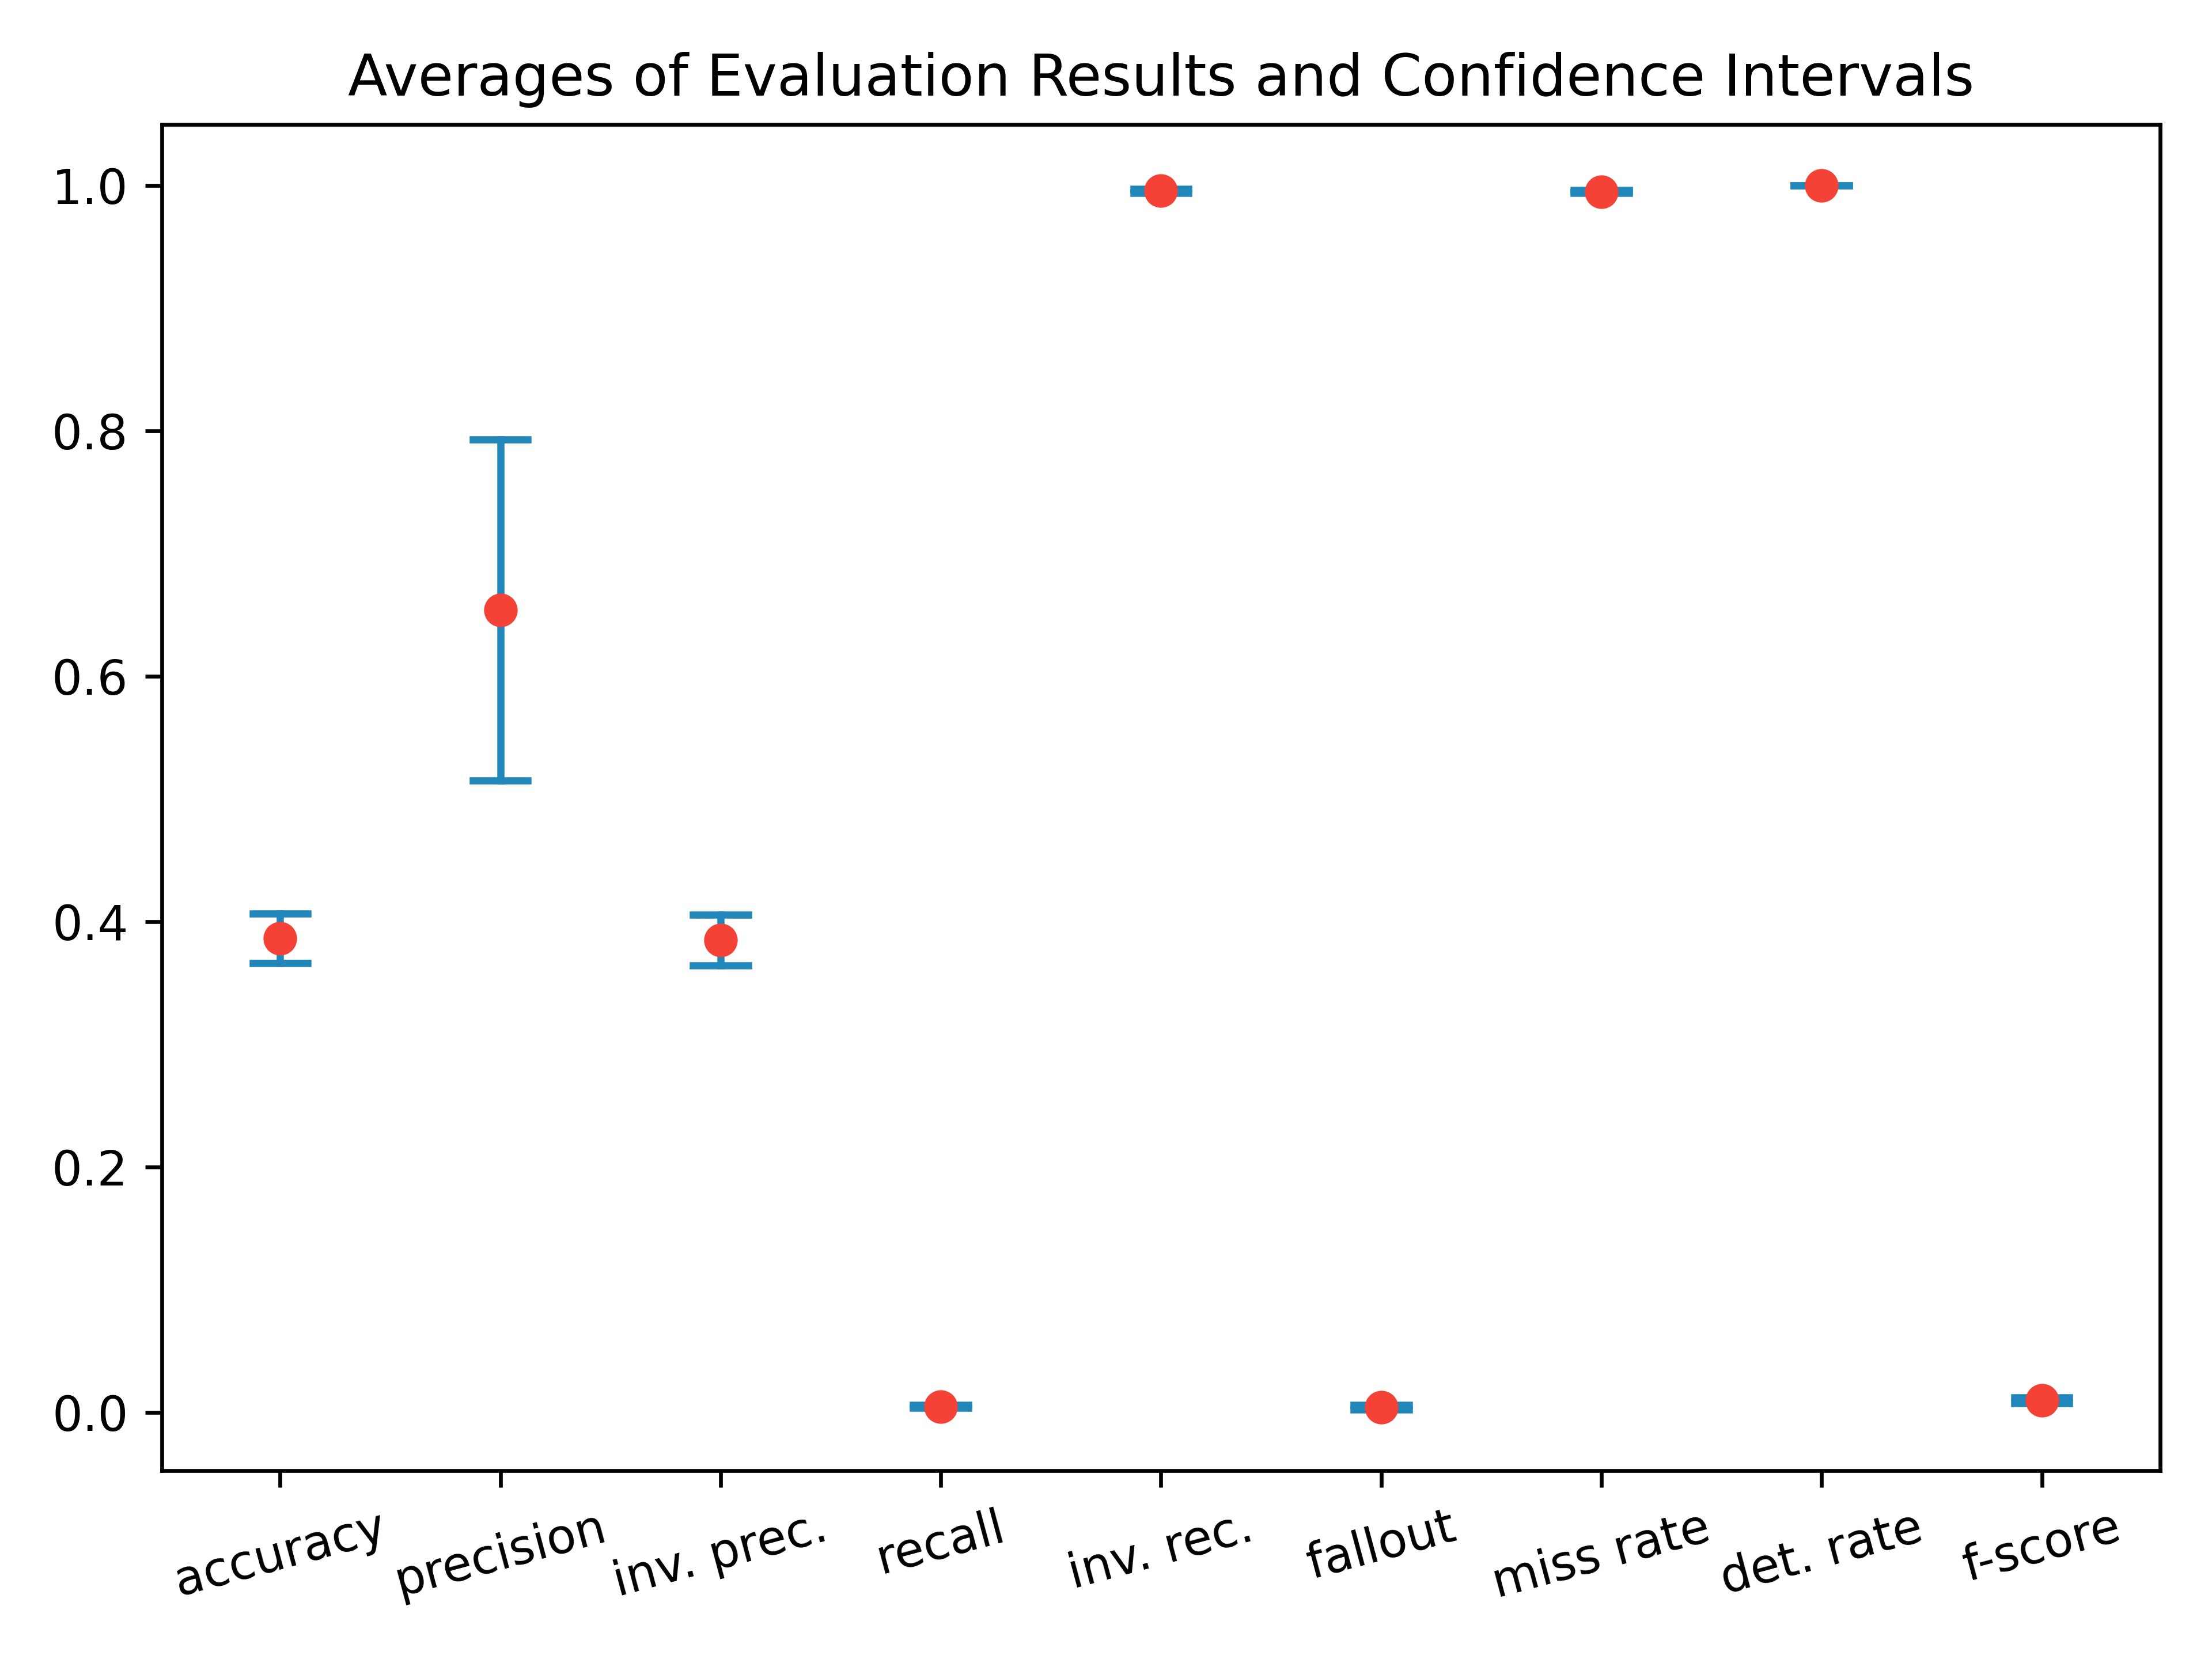 Averages of Evaluation Results and Confidence Intervals
1.0
0.8
0.6
0.4
0.2
0.0
accuracy
precision
inv. prec.
recall
inv. rec.
fallout
miss rate
det. rate
f-score